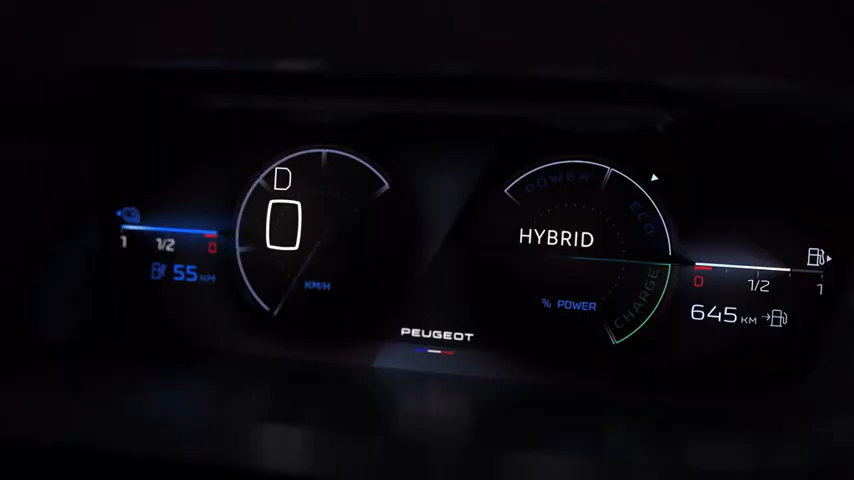 D
0
KM/H
1 1/2 0
55 KM
POWER
ECO
CHARGE
HYBRID
% POWER
0 1/2 1
645 KM
PEUGEOT